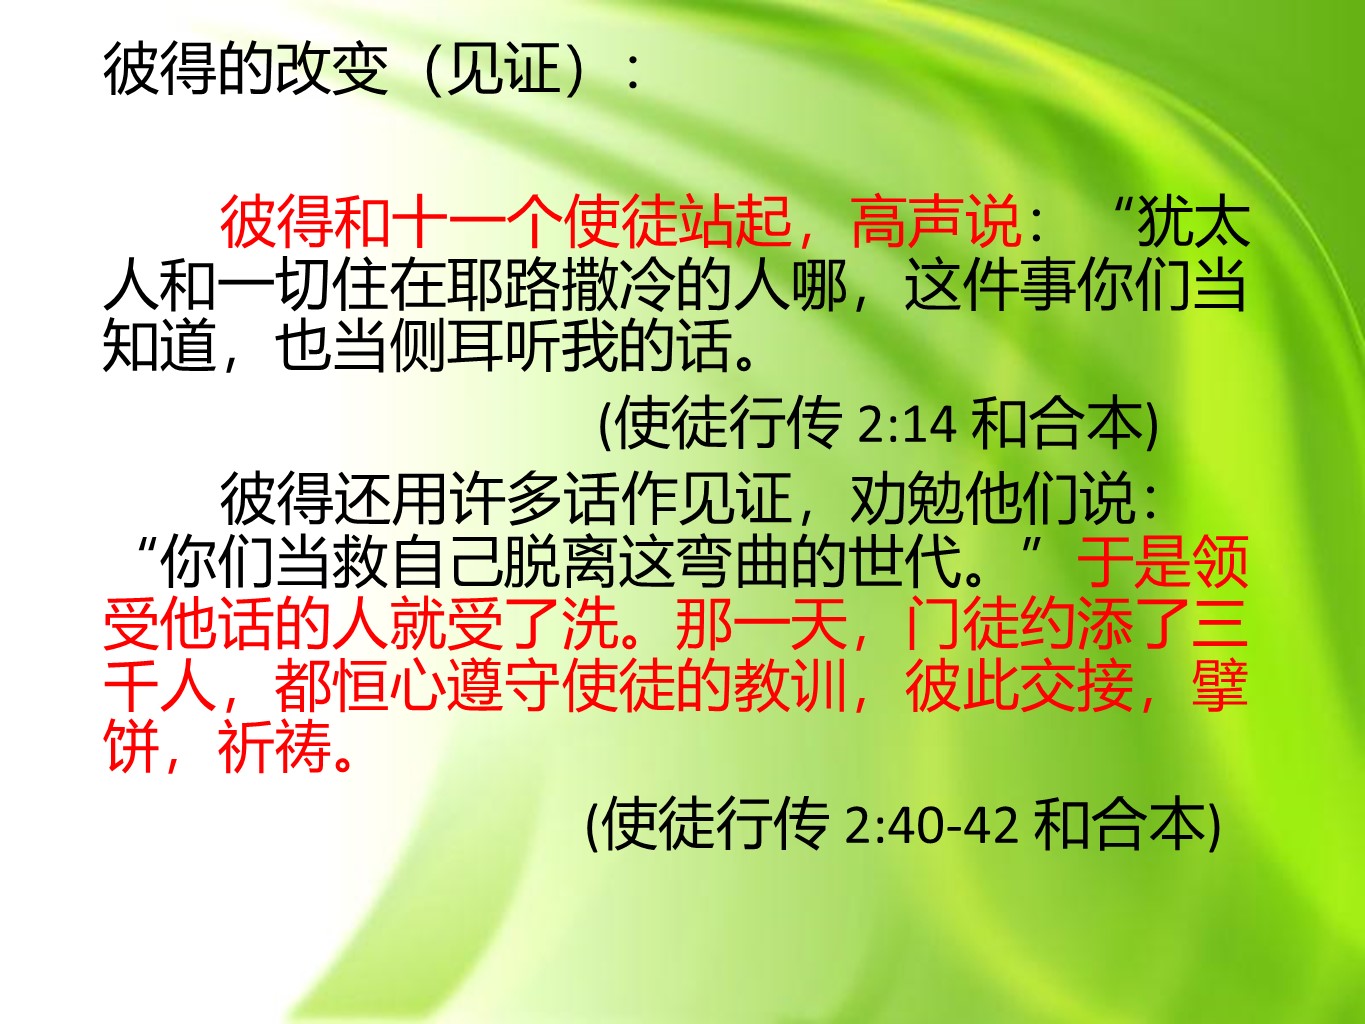 彼得的改变（见证）：
彼得和十一个使徒站起，高声说：“犹太
人和一切住在耶路撒冷的人哪，这件事你们当
知道，也当侧耳听我的话。
(使徒行传 2:14 和合本)
彼得还用许多话作见证，劝勉他们说：
“你们当救自己脱离这弯曲的世代。”于是领
受他话的人就受了洗。那一天，门徒约添了三
千人，都恒心遵守使徒的教训，彼此交接，擘
饼，祈祷。
(使徒行传 2:40-42 和合本)